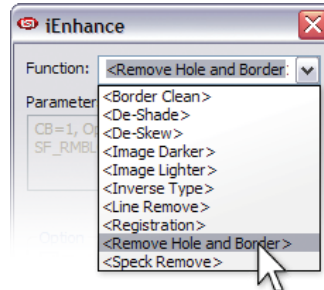 iEnhance
Function: <Remove Hole and Border
Parameter
<Border Clean>
CB=1,
<De-Shade>
SF_RMBL
<De-Skew>
<Image Darker>
<Image Lighter>
<Inverse Type>
<Line Remove>
<Registration>
<Remove Hole and Border>
<Speck Remove>